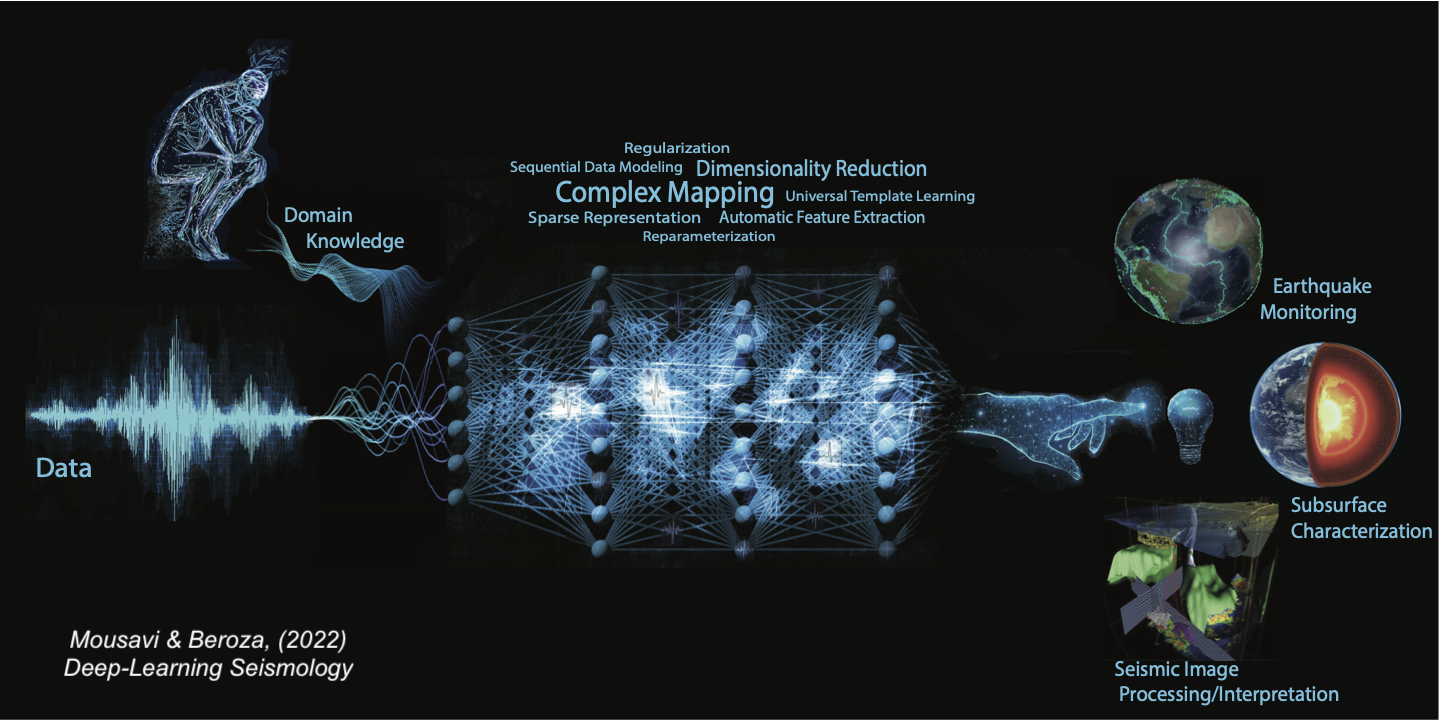 Domain
Knowledge
Regularization
Sequential Data Modeling Dimensionality Reduction
Complex Mapping Universal Template Learning
Sparse Representation Automatic Feature Extraction
Reparameterization
Data
Earthquake
Monitoring
Subsurface
Characterization
Seismic Image
Processing/Interpretation
Mousavi & Beroza, (2022)
Deep-Learning Seismology